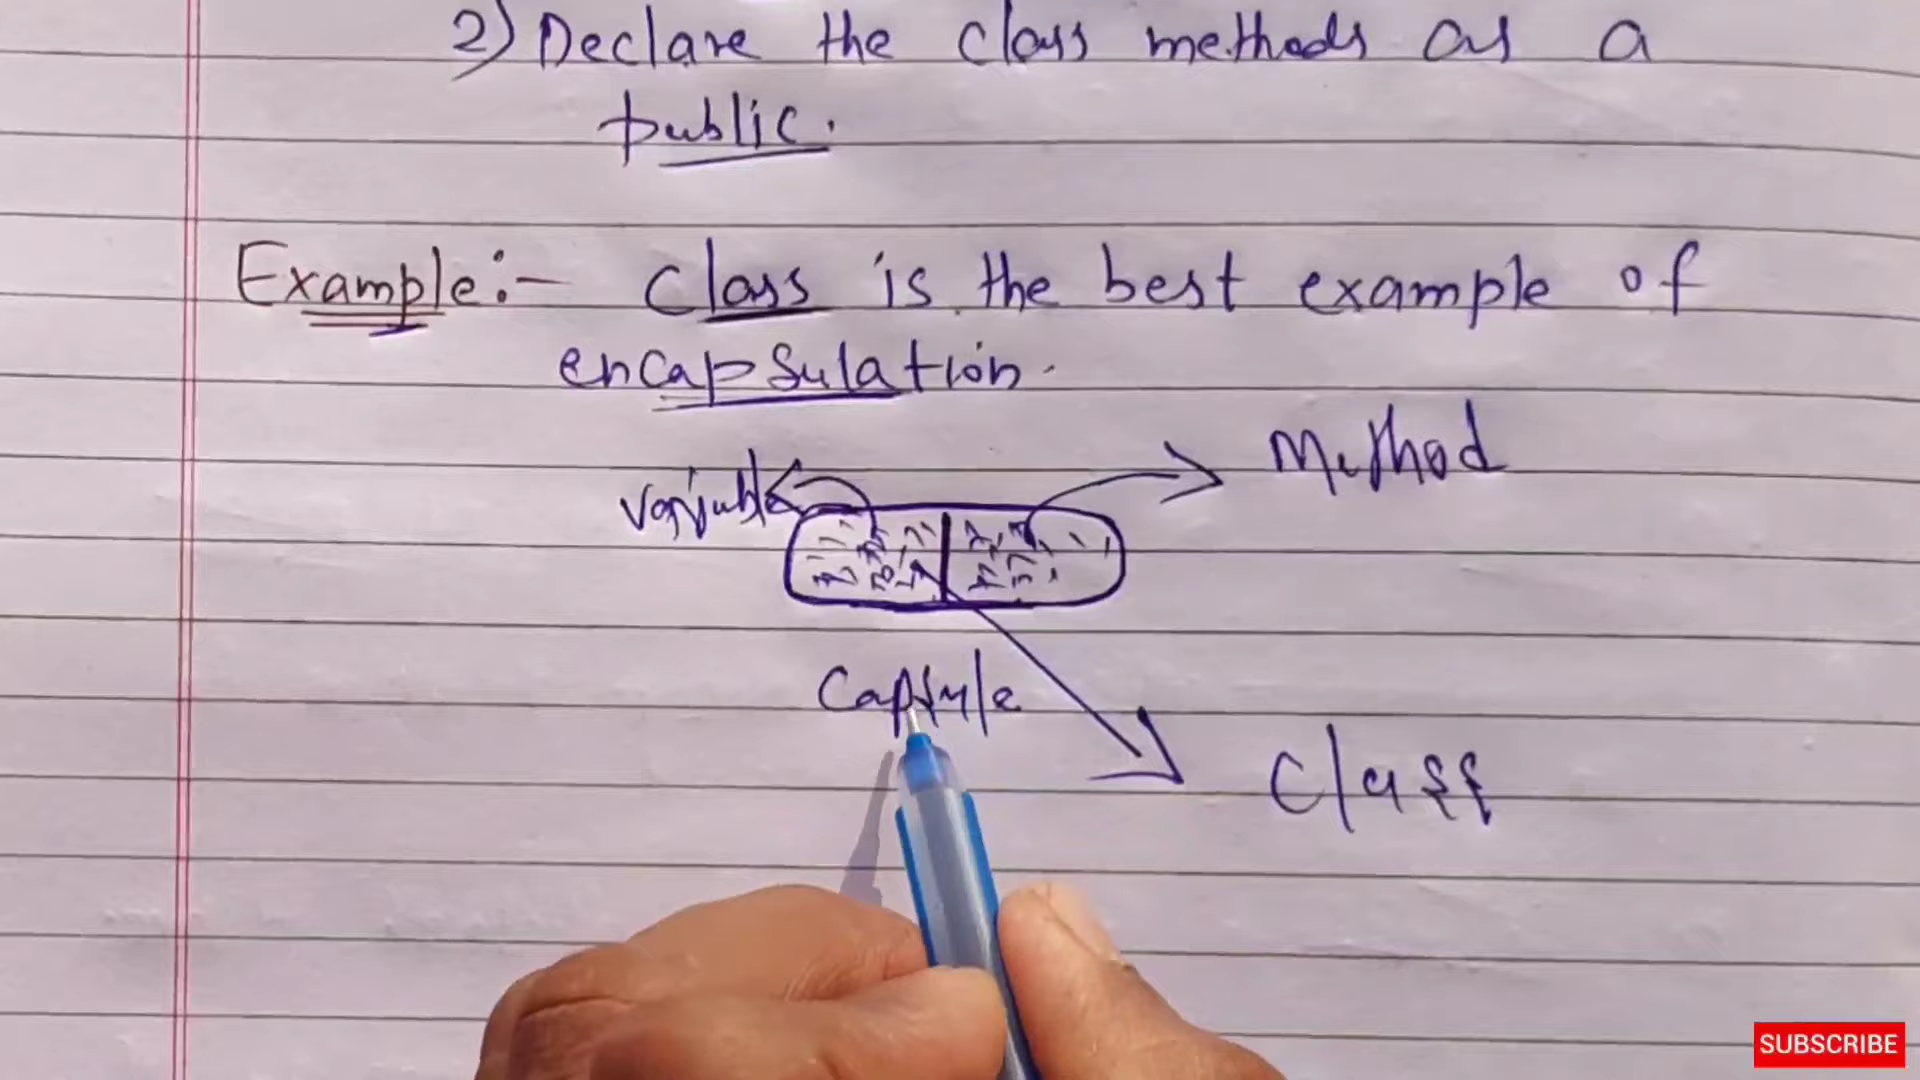 2) Declare the class methods as a
public.
Example:- Class is the best example of
encapsulation.
Method
Variable
Capsule
Class
SUBSCRIBE